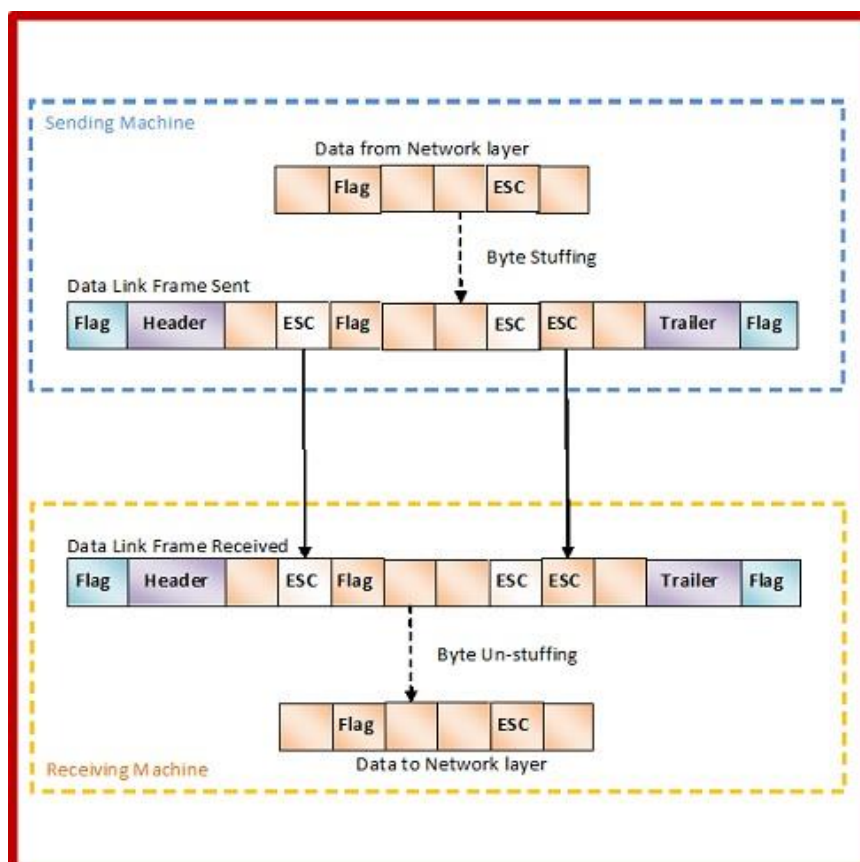 Sending Machine
Data from Network layer
Flag ESC
Byte Stuffing
Data Link Frame Sent
Flag Header ESC Flag ESC ESC Trailer Flag
Data Link Frame Received
Flag Header ESC Flag ESC ESC Trailer Flag
Byte Un-stuffing
Flag ESC
Data to Network layer
Receiving Machine